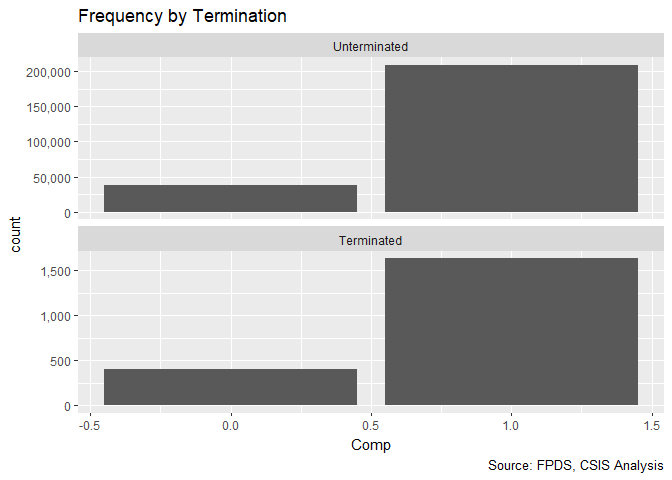 Frequency by Termination
Unterminated
200,000
150,000
100,000
50,000
0
Terminated
1,500
1,000
500
0
count
-0.5 0.0 0.5 1.0 1.5
Comp
Source: FPDS, CSIS Analysis